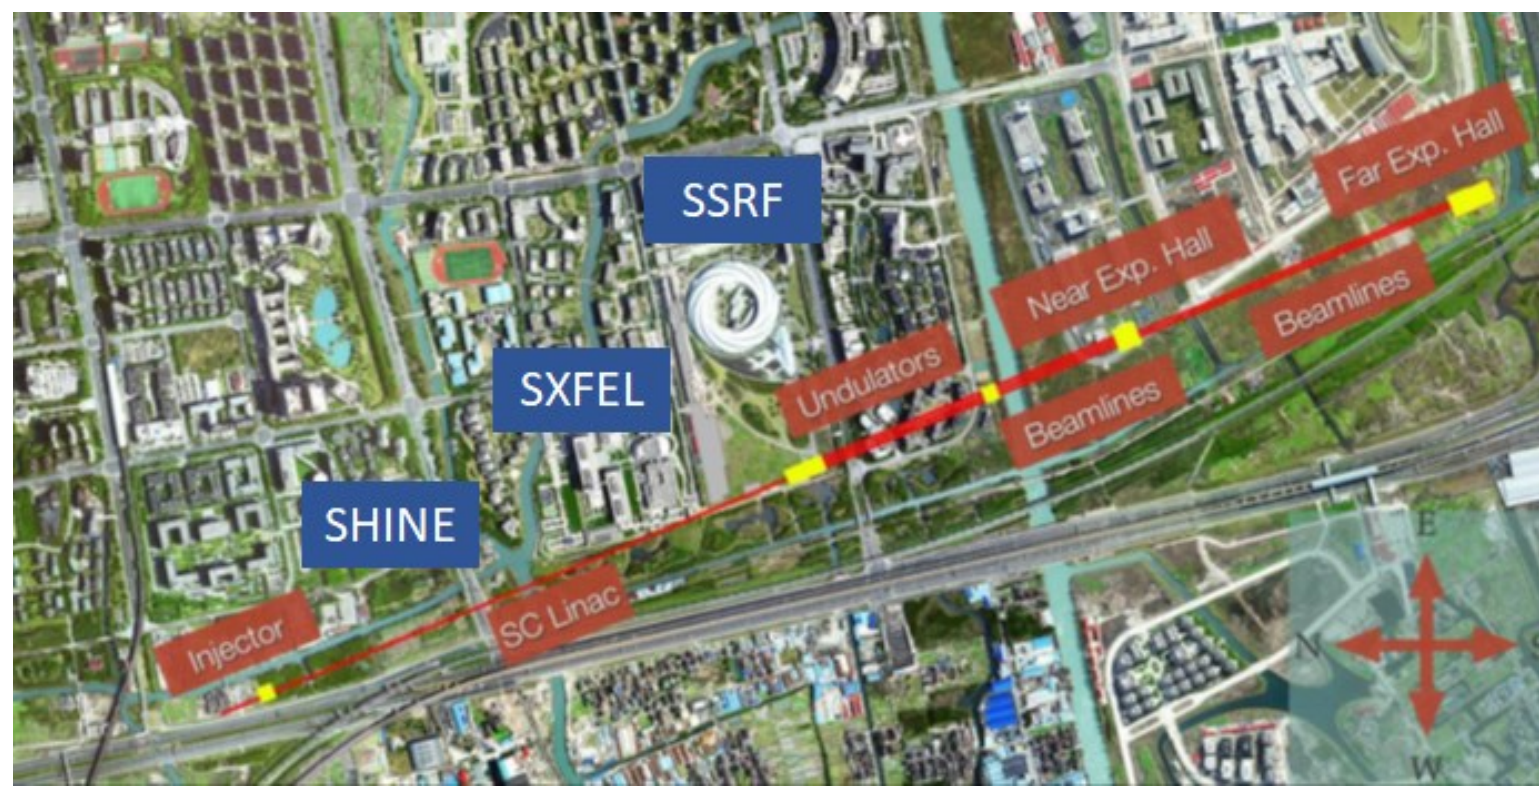 SSRF
Far Exp. Hall
Near Exp. Hall
Beamlines
Undulators
SXFEL
Beamlines
SHINE
SC Linac
Injector
E
N
S
W